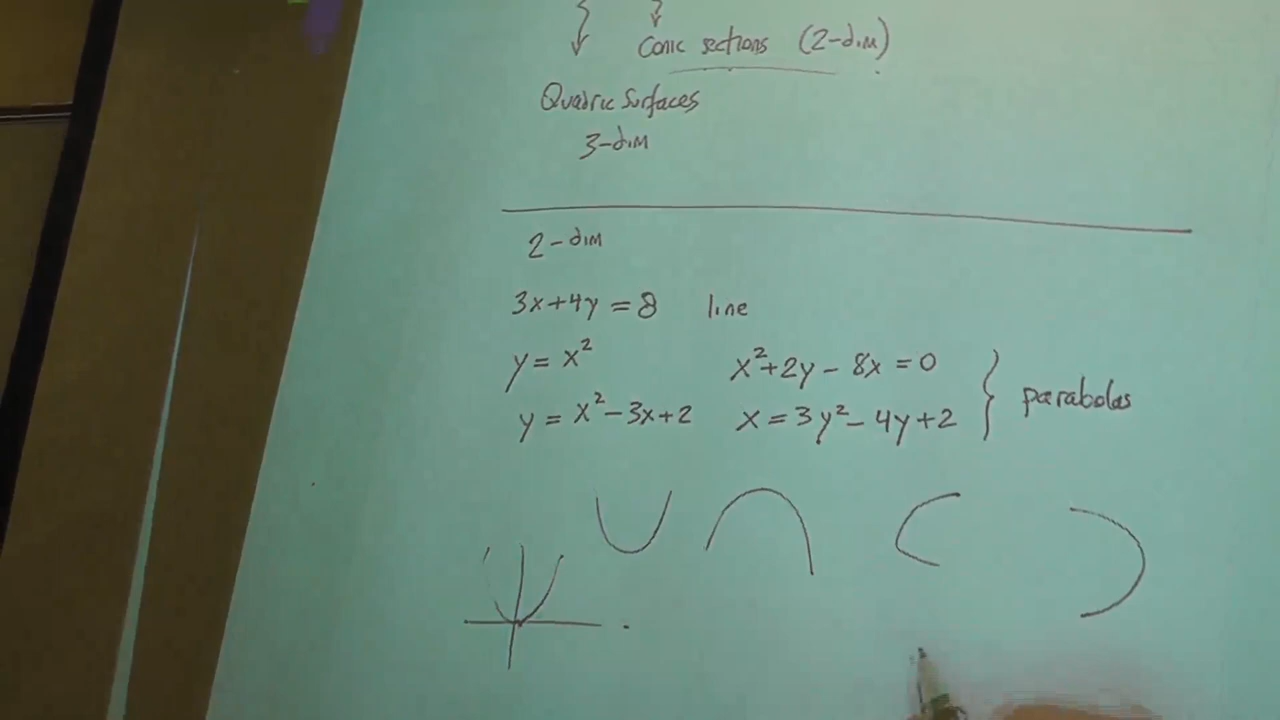 Conic sections (2-dim)
Quadric Surfaces
3-dim
2-dim
3x+4y=8 line
y=x² x²+2y-8x=0
y=x²-3x+2 x=3y²-4y+2 } parabolas